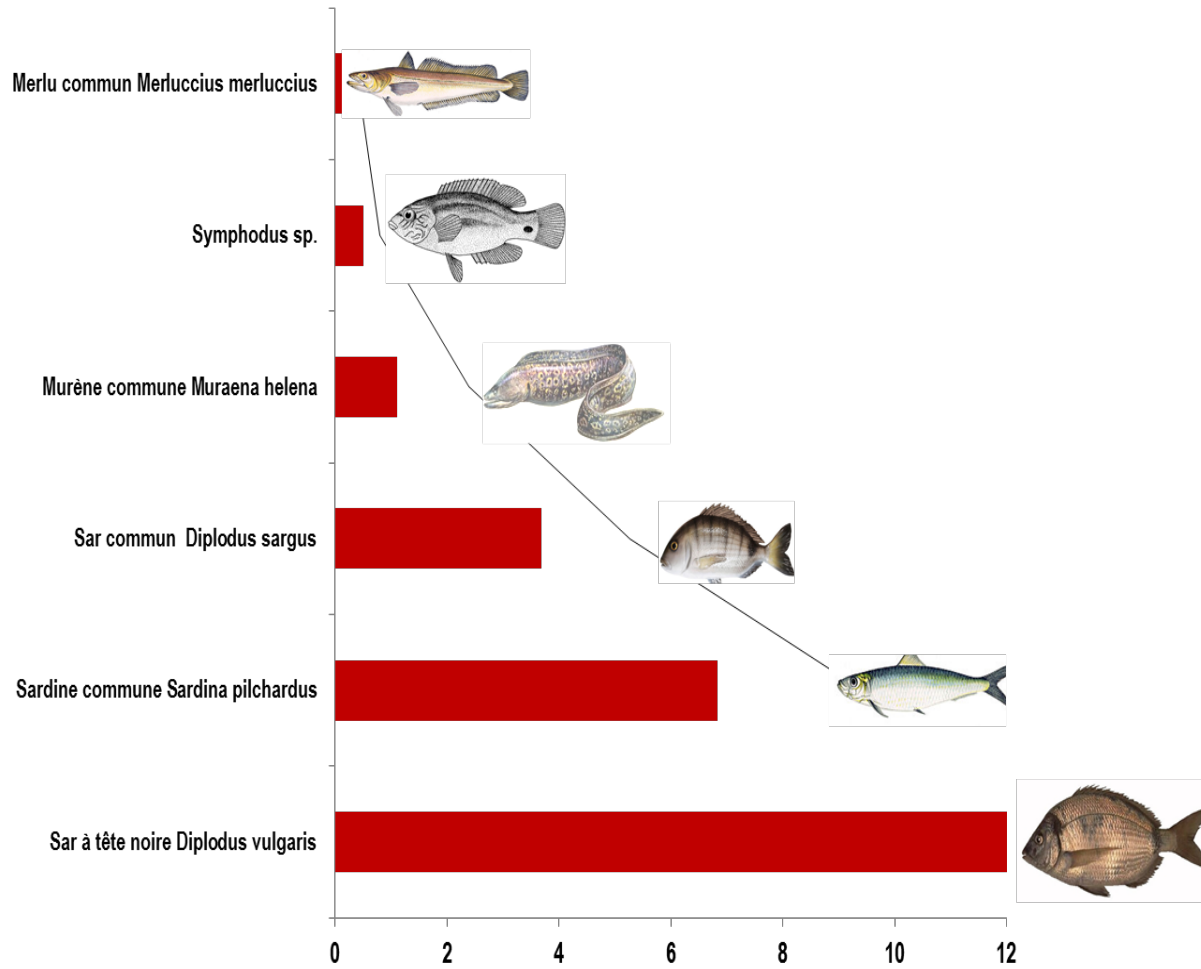 Merlu commun Merluccius merluccius
Symphodus sp.
Murène commune Muraena helena
Sar commun  Diplodus sargus
Sardine commune Sardina pilchardus
Sar à tête noire Diplodus vulgaris
0 2 4 6 8 10 12